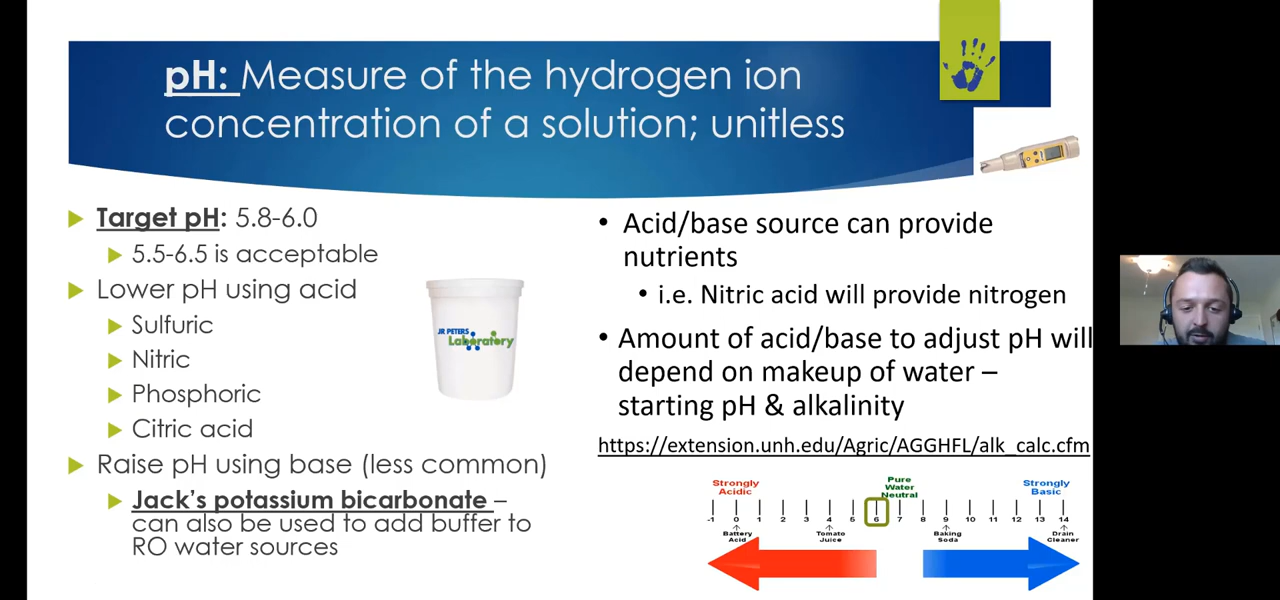 pH: Measure of the hydrogen ion
concentration of a solution; unitless
Target pH: 5.8-6.0
5.5-6.5 is acceptable
Lower pH using acid
Sulfuric
Nitric
Phosphoric
Citric acid
Raise pH using base (less common)
Jack's potassium bicarbonate –
can also be used to add buffer to
RO water sources
JR PETERS
Laboratory
• Acid/base source can provide
nutrients
• i.e. Nitric acid will provide nitrogen
• Amount of acid/base to adjust pH will
depend on makeup of water –
starting pH & alkalinity
https://extension.unh.edu/Agric/AGGHFL/alk_calc.cfm
Strongly
Acidic
Pure
Water
Neutral
Strongly
Basic
-1 0 1 2 3 4 5 6 7 8 9 10 11 12 13 14
Battery
Acid
Tomato
Juice
Baking
Soda
Drain
Cleaner